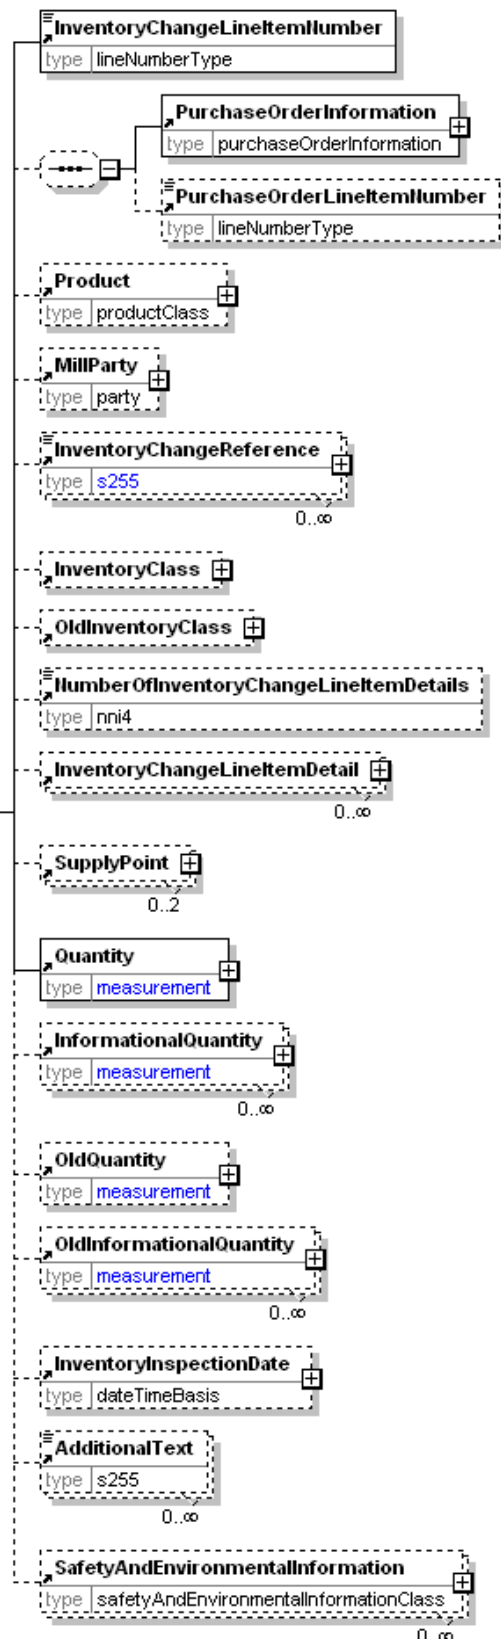 InventoryChangeLineItemNumber
type lineNumberType
PurchaseOrderInformation
type purchaseOrderInformation
PurchaseOrderLineItemNumber
type lineNumberType
Product
type productClass
MillParty
type party
InventoryChangeReference
type s255
0..∞
InventoryClass
OldInventoryClass
NumberOfInventoryChangeLineItemDetails
type nni4
InventoryChangeLineItemDetail
0..∞
SupplyPoint
0..2
Quantity
type measurement
InformationalQuantity
type measurement
0..∞
OldQuantity
type measurement
OldInformationalQuantity
type measurement
0..∞
InventoryInspectionDate
type dateTimeBasis
AdditionalText
type s255
0..∞
SafetyAndEnvironmentalInformation
type safetyAndEnvironmentalInformationClass
0..∞